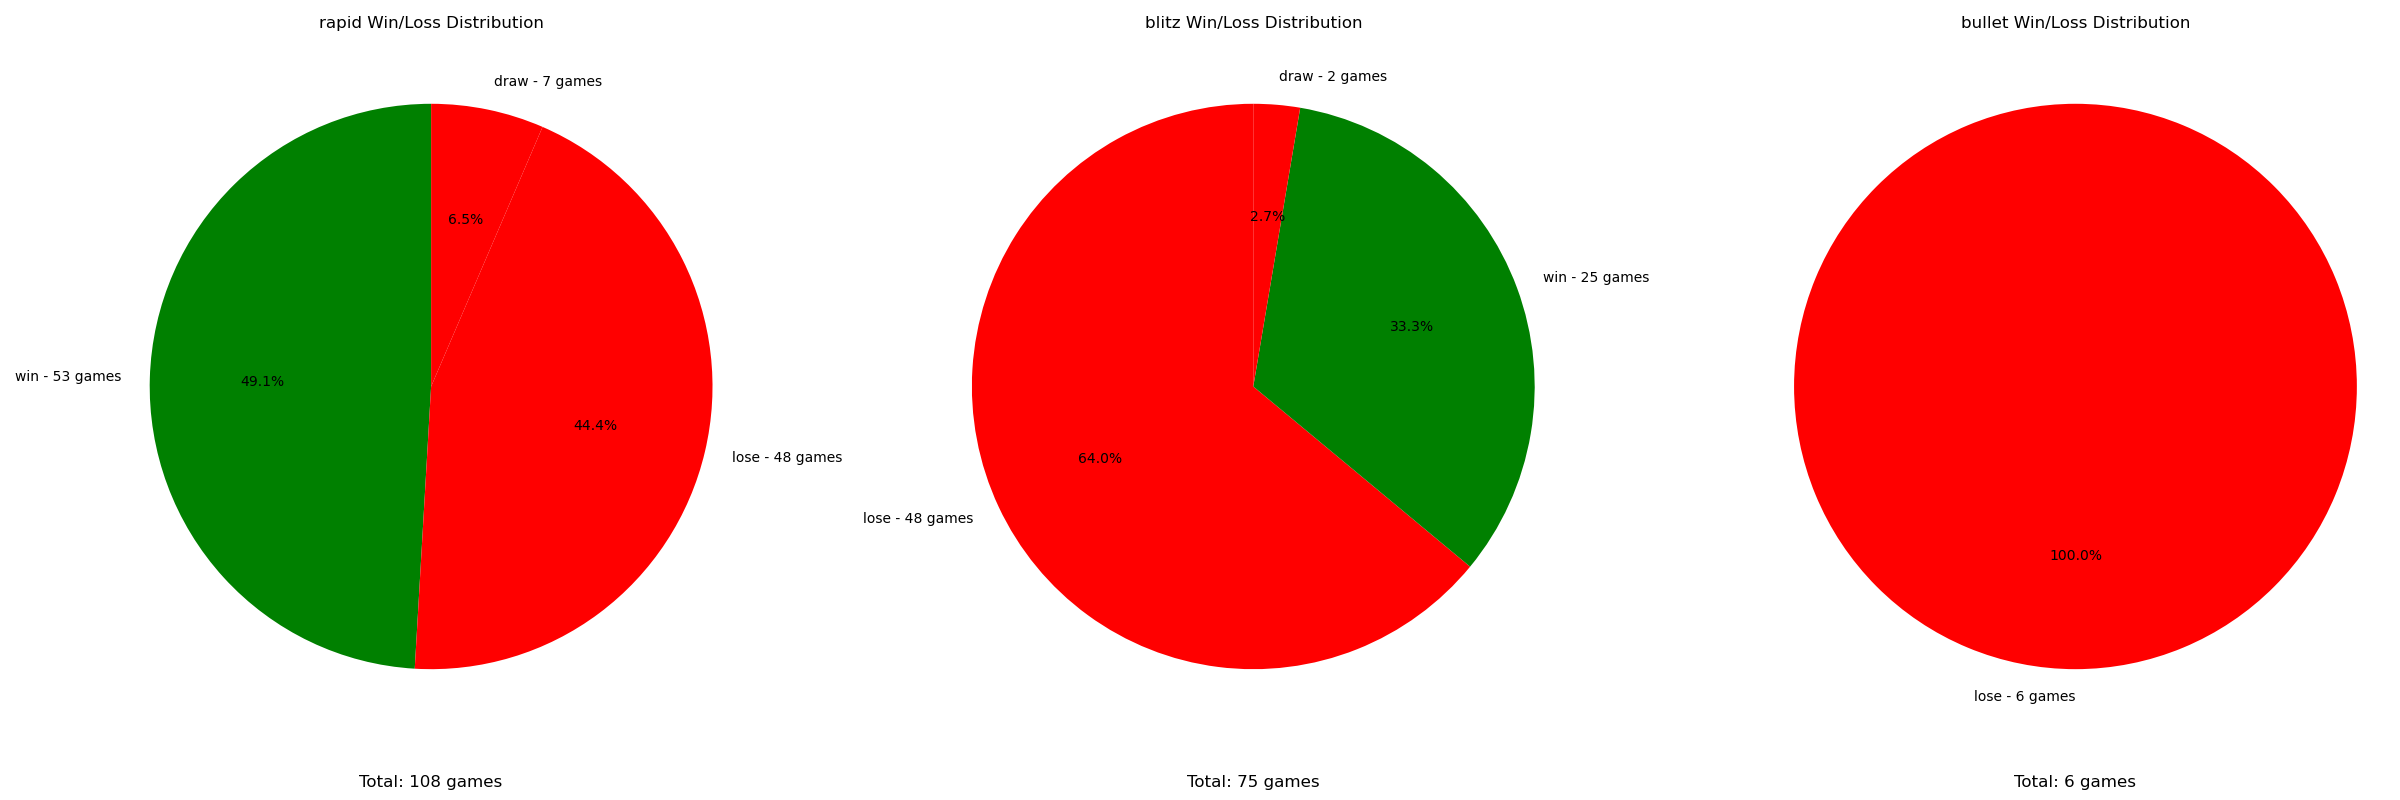 rapid Win/Loss Distribution
draw - 7 games
6.5%
win - 53 games
49.1%
44.4%
lose - 48 games
Total: 108 games
blitz Win/Loss Distribution
draw - 2 games
2.7%
win - 25 games
33.3%
64.0%
lose - 48 games
Total: 75 games
bullet Win/Loss Distribution
100.0%
lose - 6 games
Total: 6 games